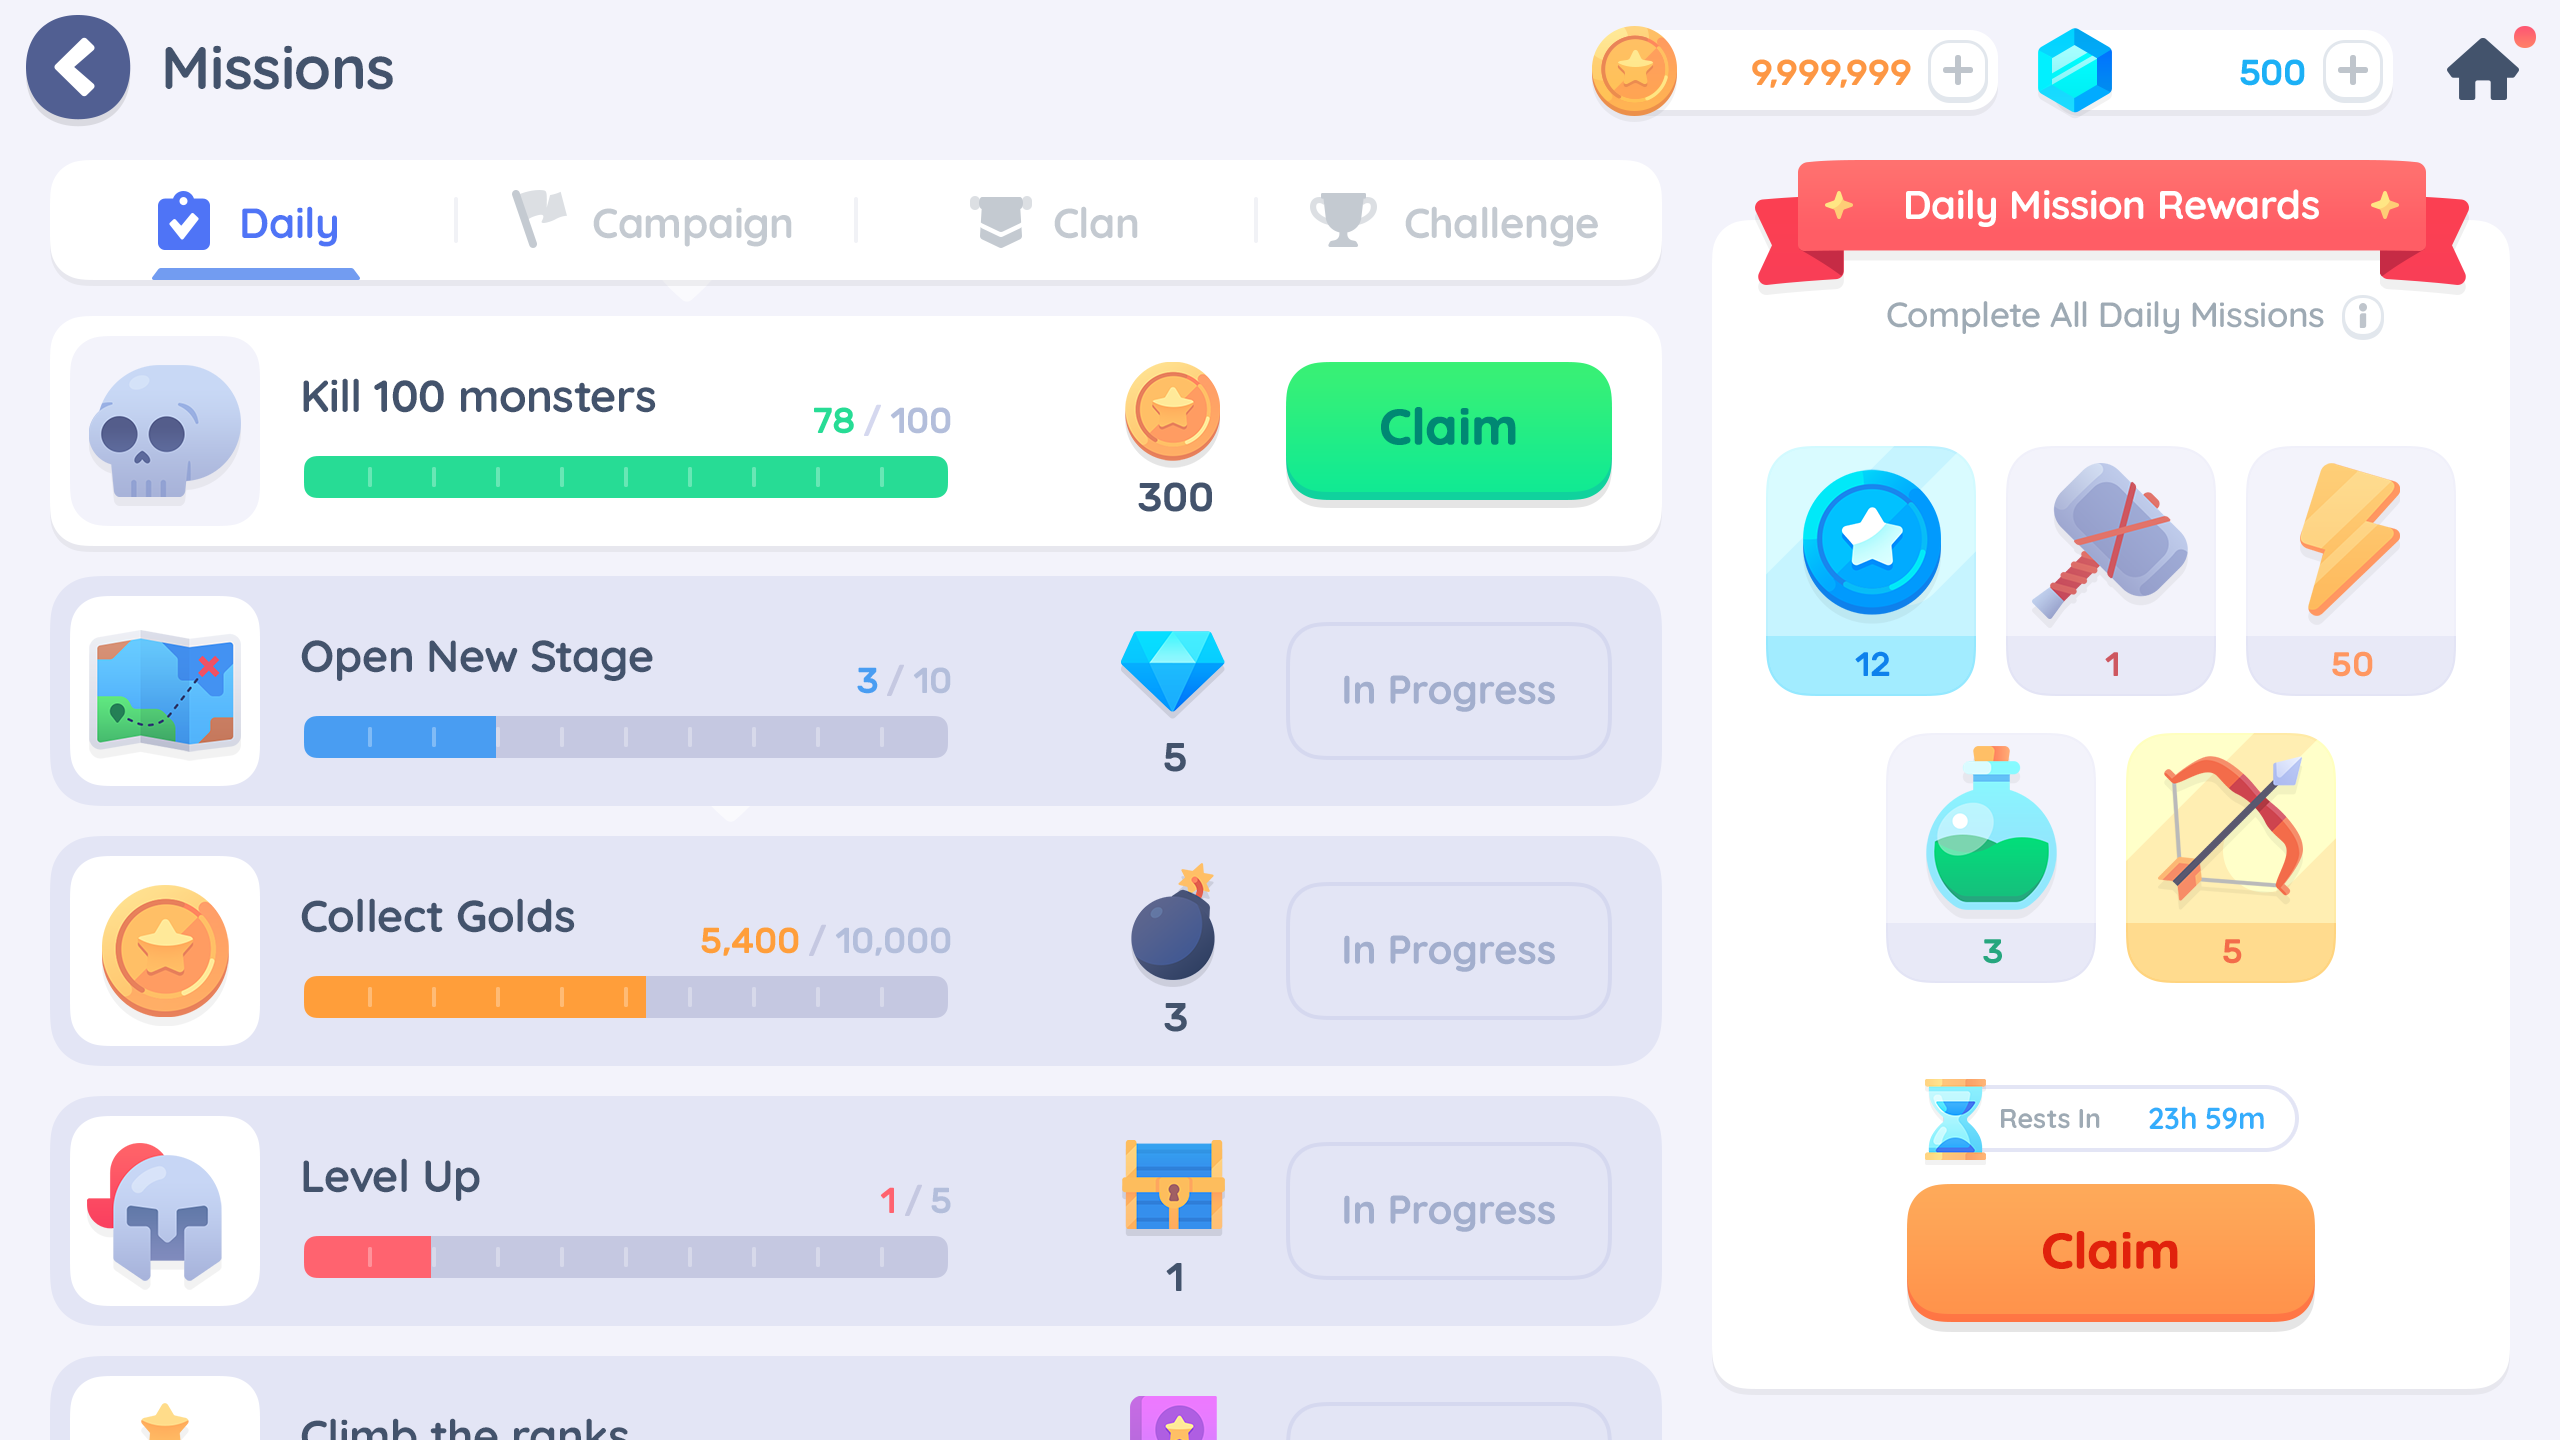 Missions
9,999,999
500
Daily
Campaign
Clan
Challenge
Kill 100 monsters
78 / 100
300
Claim
Open New Stage
3 / 10
5
In Progress
Collect Golds
5,400 / 10,000
3
In Progress
Level Up
1 / 5
1
In Progress
Climb the ranks
Daily Mission Rewards
Complete All Daily Missions
12
1
50
3
5
Rests In 23h 59m
Claim